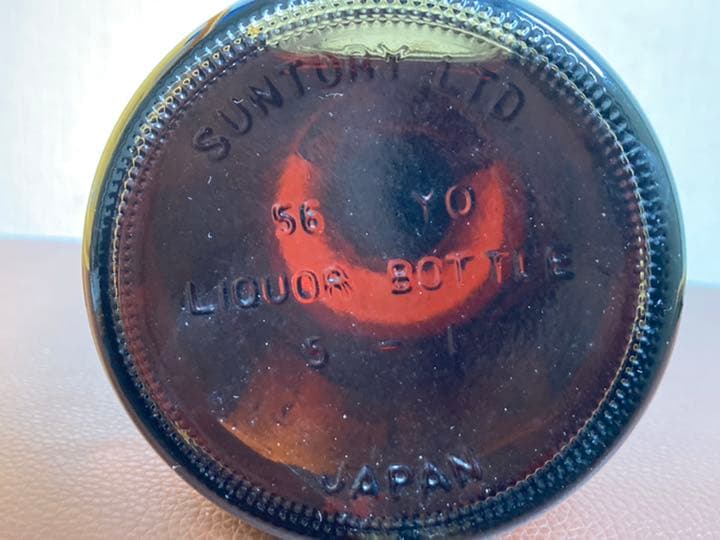 SUNTORY LTD
56 YO
LIQUOR BOTTLE
5 - 1
JAPAN